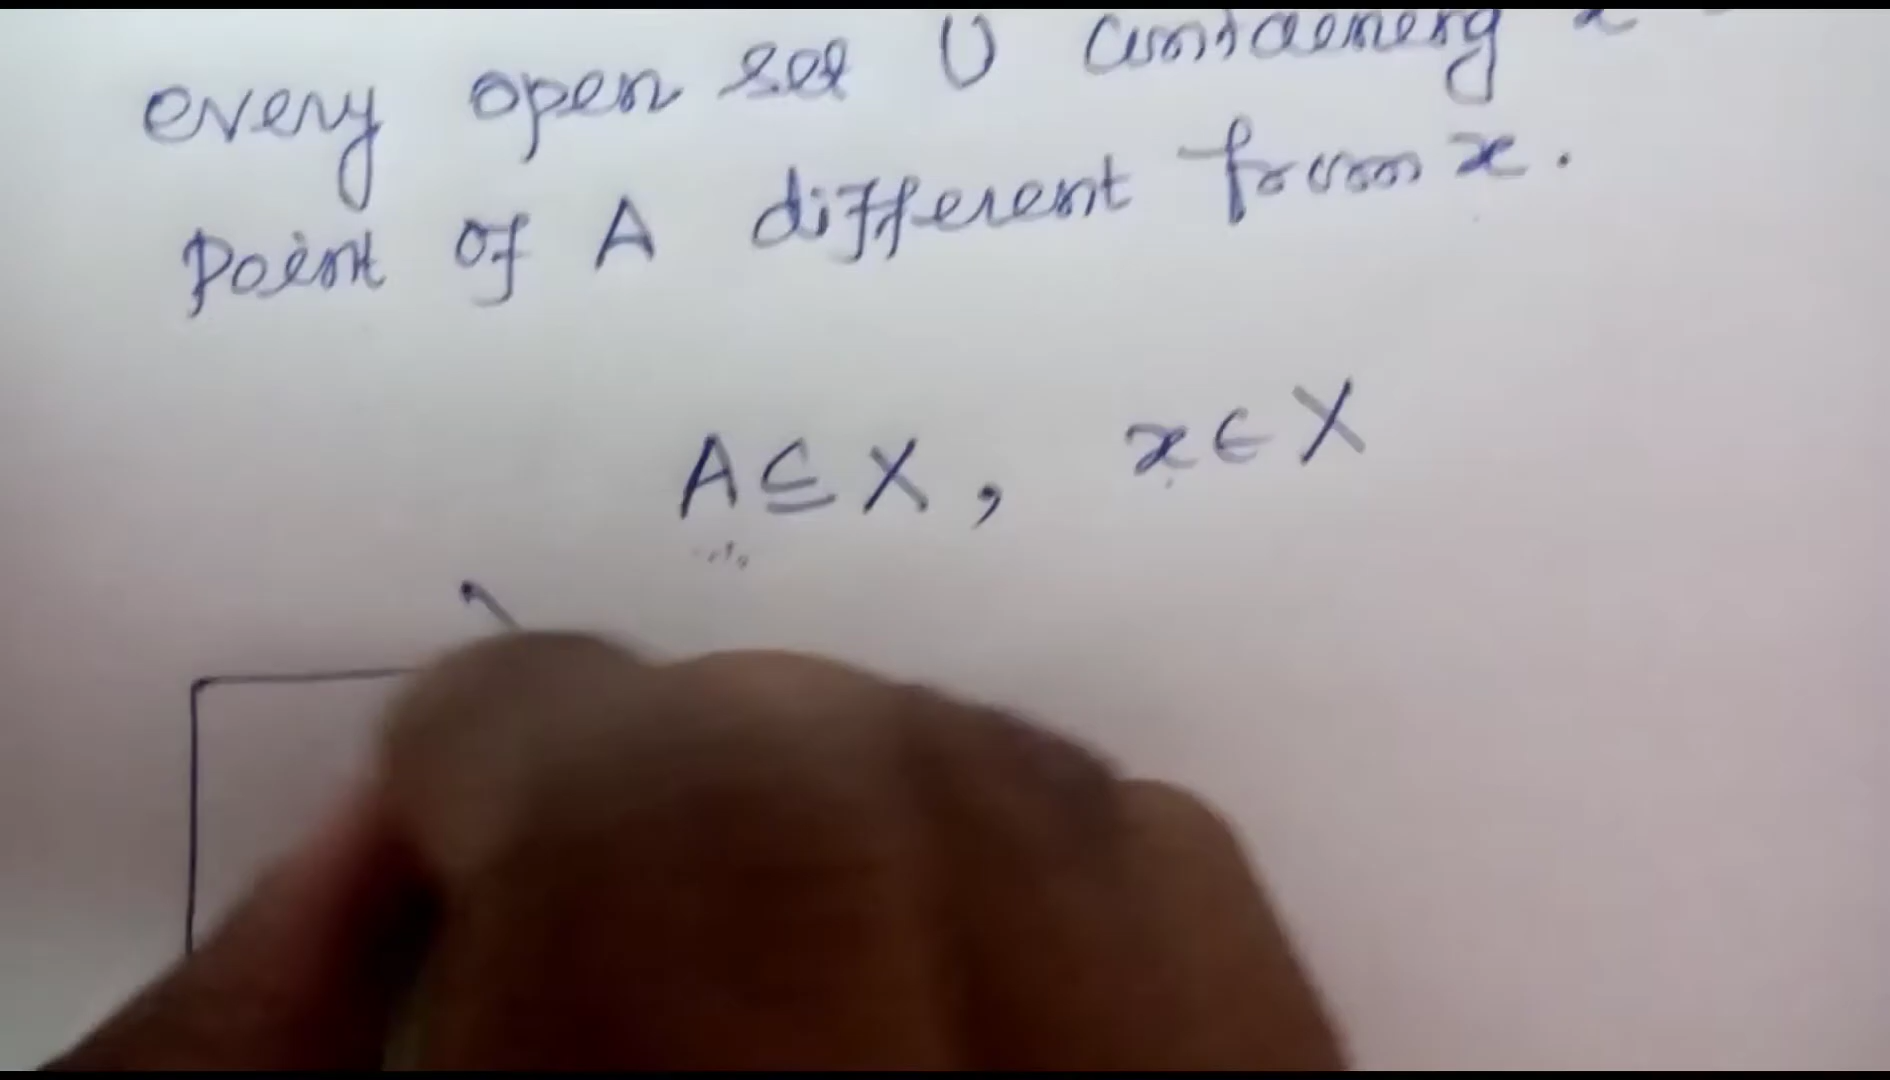 every open set U containing x
Point of A different from x.
A ⊆ X, x ∈ X